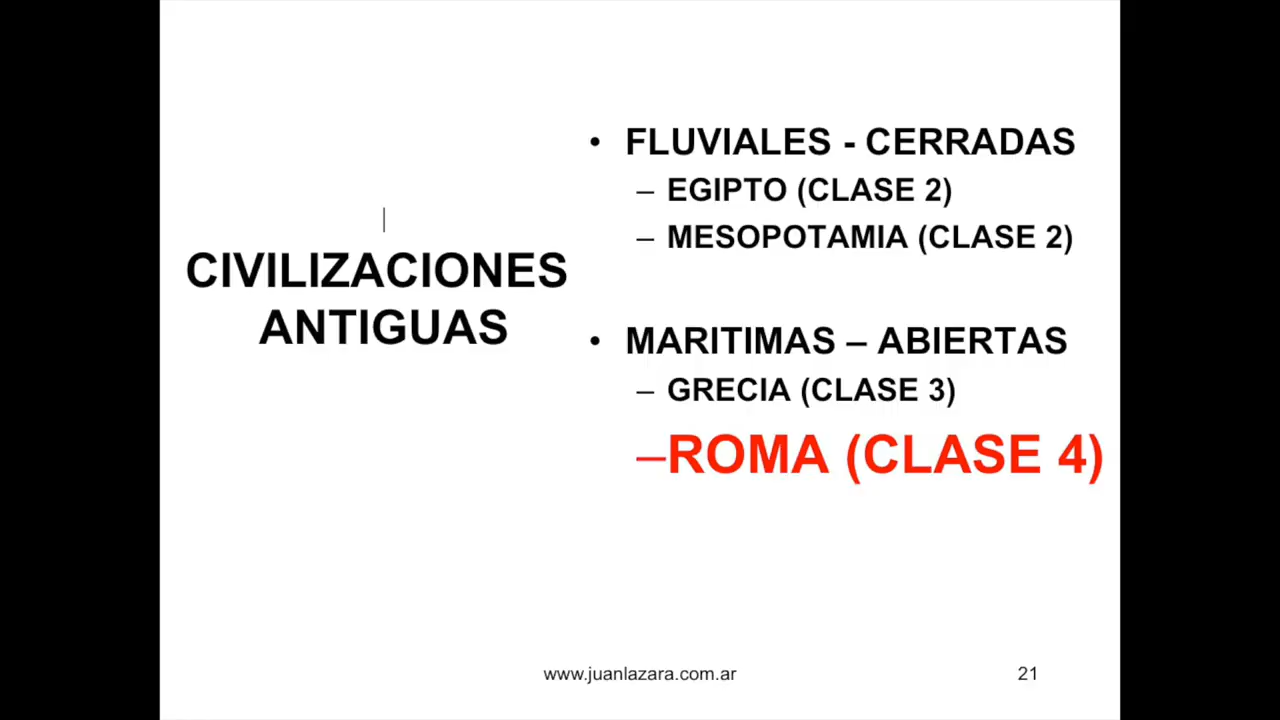 CIVILIZACIONES
ANTIGUAS
• FLUVIALES - CERRADAS
– EGIPTO (CLASE 2)
– MESOPOTAMIA (CLASE 2)
• MARITIMAS – ABIERTAS
– GRECIA (CLASE 3)
–ROMA (CLASE 4)
www.juanlazara.com.ar
21